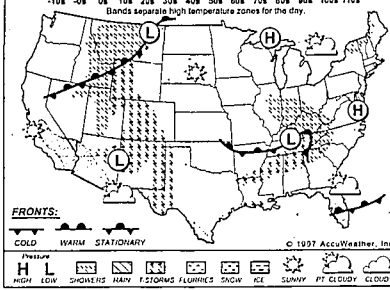 -10s -0s 0s 10s 20s 30s 40s 50s 60s 70s 80s 90s 100s 110s
Bands separate high temperature zones for the day.
L
H
H
L
L
FRONTS:
COLD WARM STATIONARY
© 1997 AccuWeather, Inc
Pressure
H L
HIGH LOW SHOWERS RAIN T-STORMS FLURRIES SNOW ICE SUNNY PT CLOUDY CLOUDY